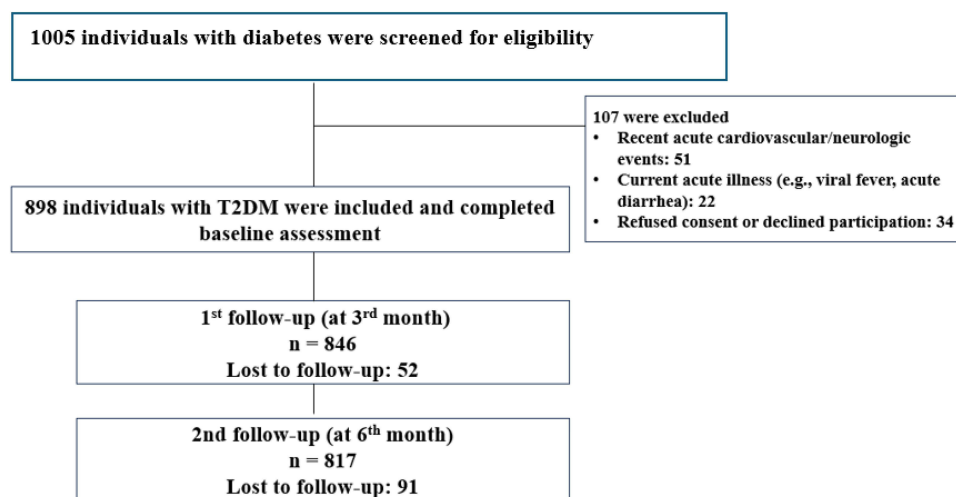 1005 individuals with diabetes were screened for eligibility
107 were excluded
• Recent acute cardiovascular/neurologic
events: 51
• Current acute illness (e.g., viral fever, acute
diarrhea): 22
• Refused consent or declined participation: 34
898 individuals with T2DM were included and completed
baseline assessment
1st follow-up (at 3rd month)
n = 846
Lost to follow-up: 52
2nd follow-up (at 6th month)
n = 817
Lost to follow-up: 91